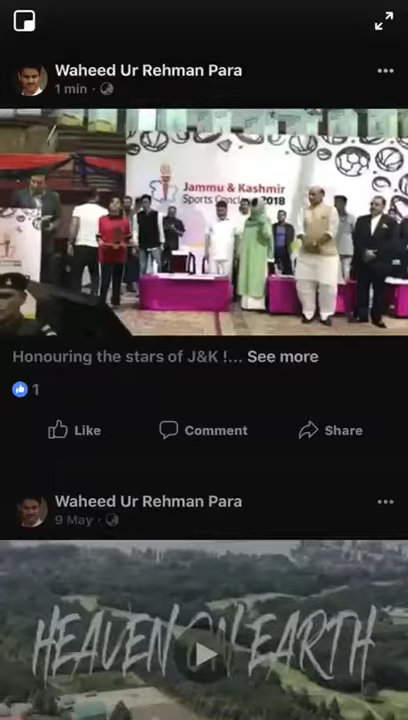 Waheed Ur Rehman Para
1 min
Jammu & Kashmir
Sports Conclave 2018
Honouring the stars of J&K !... See more
1
Like Comment Share
Waheed Ur Rehman Para
9 May
HEAVEN ON EARTH